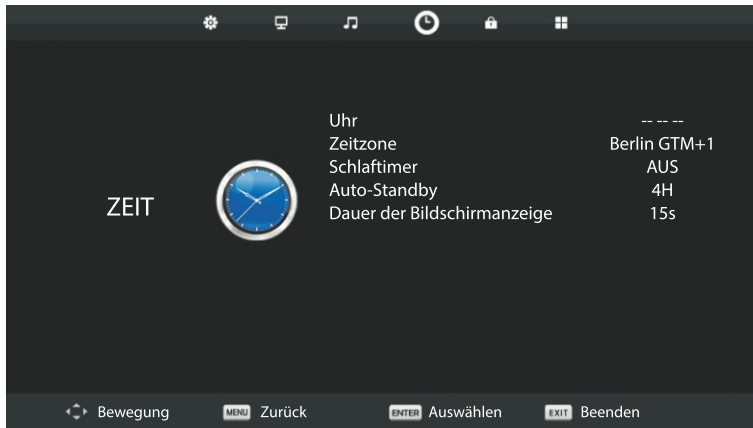 Uhr -- -- --
Zeitzone Berlin GTM+1
Schlaftimer AUS
Auto-Standby 4H
ZEIT
Dauer der Bildschirmanzeige 15s
MENU ENTER EXIT
Bewegung Zurück Auswählen Beenden